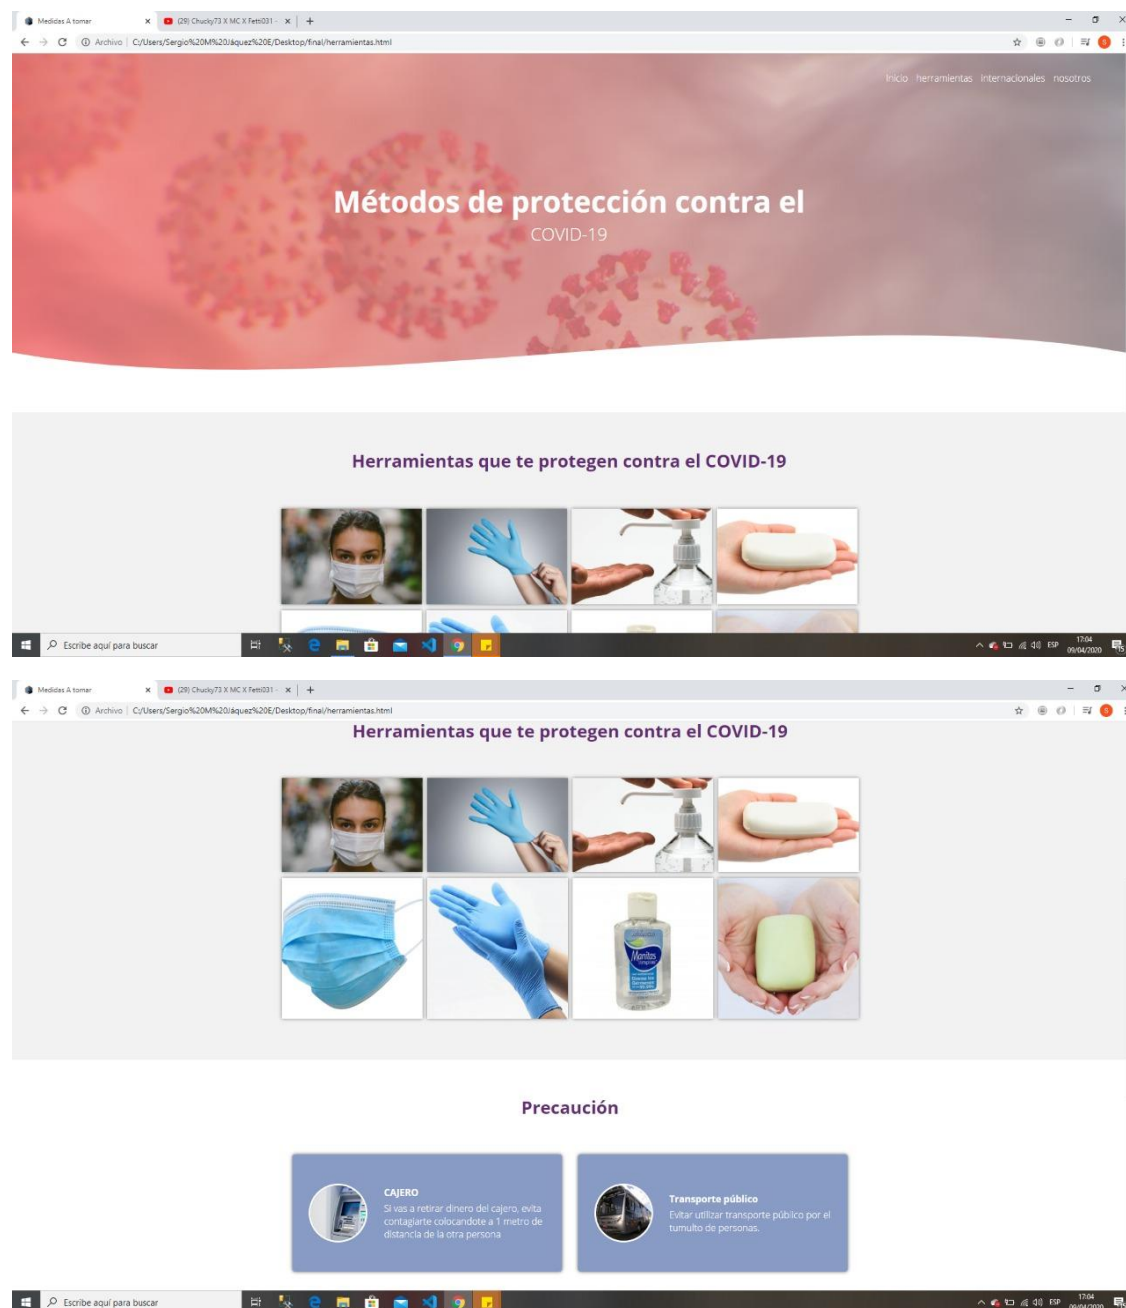 Medidas A tomar
(29) Chucky73 X MC X Fetti031 -
Archivo
C:/Users/Sergio%20M%20Jáquez%20E/Desktop/final/herramientas.html
Inicio herramientas internacionales nosotros
Métodos de protección contra el
COVID-19
Herramientas que te protegen contra el COVID-19
Escribe aquí para buscar
ESP
17:04
09/04/2020
Medidas A tomar
(29) Chucky73 X MC X Fetti031 -
Archivo
C:/Users/Sergio%20M%20Jáquez%20E/Desktop/final/herramientas.html
Herramientas que te protegen contra el COVID-19
Manitas
Precaución
CAJERO
Si vas a retirar dinero del cajero, evita
contagiarte colocandote a 1 metro de
distancia de la otra persona
Transporte público
Evitar utilizar transporte público por el
tumulto de personas.
Escribe aquí para buscar
ESP
17:04
09/04/2020